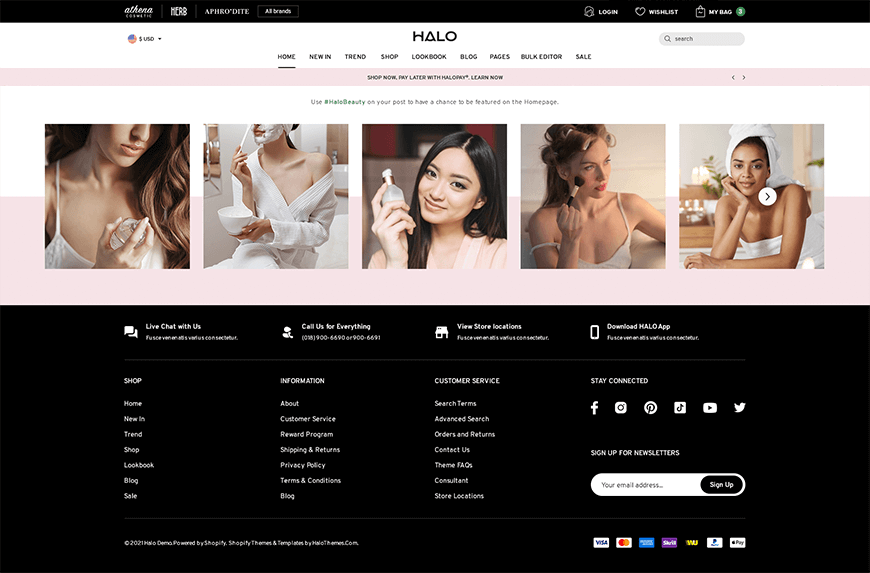 athena
COSMETIC
HERB
APHRO*DITE
All brands
LOGIN
WISHLIST
MY BAG 3
$ USD
HALO
search
HOME NEW IN TREND SHOP LOOKBOOK BLOG PAGES BULK EDITOR SALE
SHOP NOW, PAY LATER WITH HALOPAY*. LEARN NOW
Use #HaloBeauty on your post to have a chance to be featured on the Homepage.
Live Chat with Us
Fusce venenatis varius consectetur.
Call Us for Everything
(018) 900-6690 or 900-6691
View Store locations
Fusce venenatis varius consectetur.
Download HALO App
Fusce venenatis varius consectetur.
SHOP
Home
New In
Trend
Shop
Lookbook
Blog
Sale
INFORMATION
About
Customer Service
Reward Program
Shipping & Returns
Privacy Policy
Terms & Conditions
Blog
CUSTOMER SERVICE
Search Terms
Advanced Search
Orders and Returns
Contact Us
Theme FAQs
Consultant
Store Locations
STAY CONNECTED
SIGN UP FOR NEWSLETTERS
Your email address... Sign Up
© 2021 Halo Demo.Powered by Shopify. Shopify Themes & Templates by HaloThemes.Com.
VISA
Skrill
WU
Pay